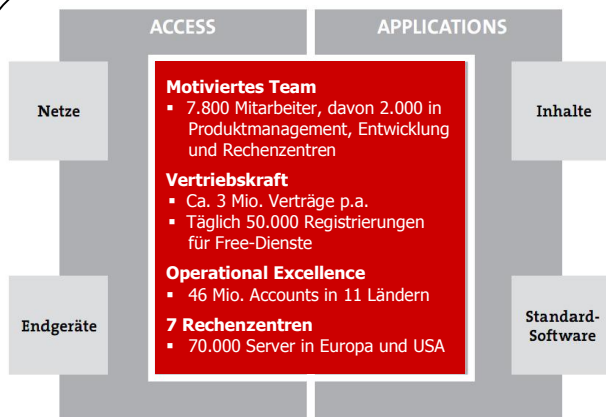 ACCESS
APPLICATIONS
Netze
Inhalte
Motiviertes Team
▪ 7.800 Mitarbeiter, davon 2.000 in
Produktmanagement, Entwicklung
und Rechenzentren
Vertriebskraft
▪ Ca. 3 Mio. Verträge p.a.
▪ Täglich 50.000 Registrierungen
für Free-Dienste
Operational Excellence
▪ 46 Mio. Accounts in 11 Ländern
7 Rechenzentren
▪ 70.000 Server in Europa und USA
Endgeräte
Standard-
Software